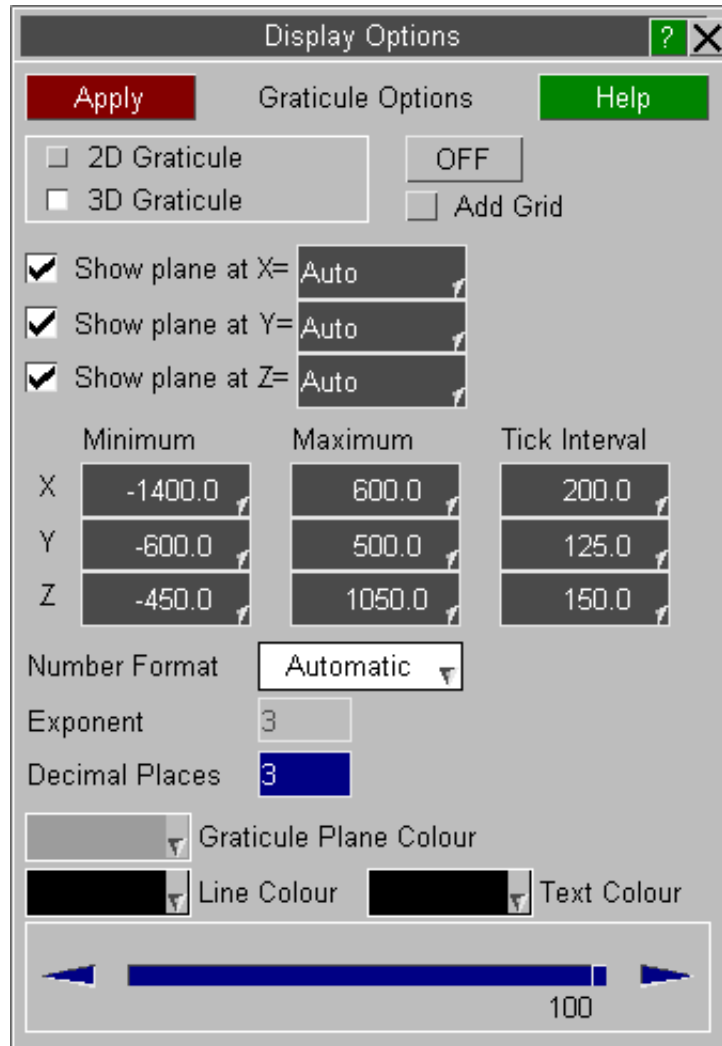 Display Options ? X
Apply Graticule Options Help
2D Graticule OFF
3D Graticule Add Grid
Show plane at X= Auto
Show plane at Y= Auto
Show plane at Z= Auto
Minimum Maximum Tick Interval
X -1400.0 600.0 200.0
Y -600.0 500.0 125.0
Z -450.0 1050.0 150.0
Number Format Automatic
Exponent 3
Decimal Places 3
Graticule Plane Colour
Line Colour Text Colour
100